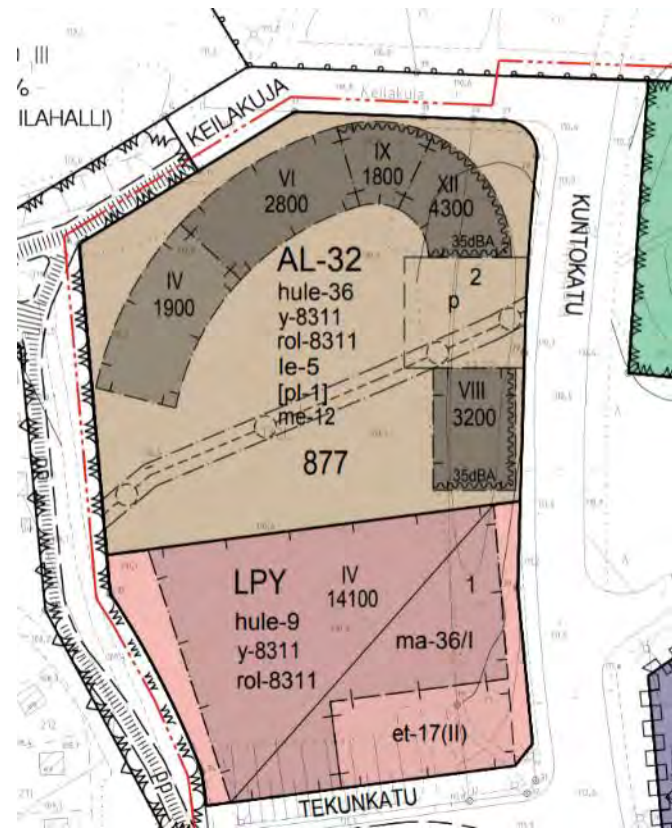 III
%
ILAHALLI)
KEILAKUJA
Keilakuja
KUNTOKATU
IX
1800
VI
2800
XII
4300
35dBA
IV
1900
AL-32
hule-36
y-8311
rol-8311
le-5
[pl-1]
me-12
877
2
p
VIII
3200
35dBA
LPY
hule-9
y-8311
rol-8311
IV
14100
1
ma-36/I
et-17(II)
pp
pp
TEKUNKATU